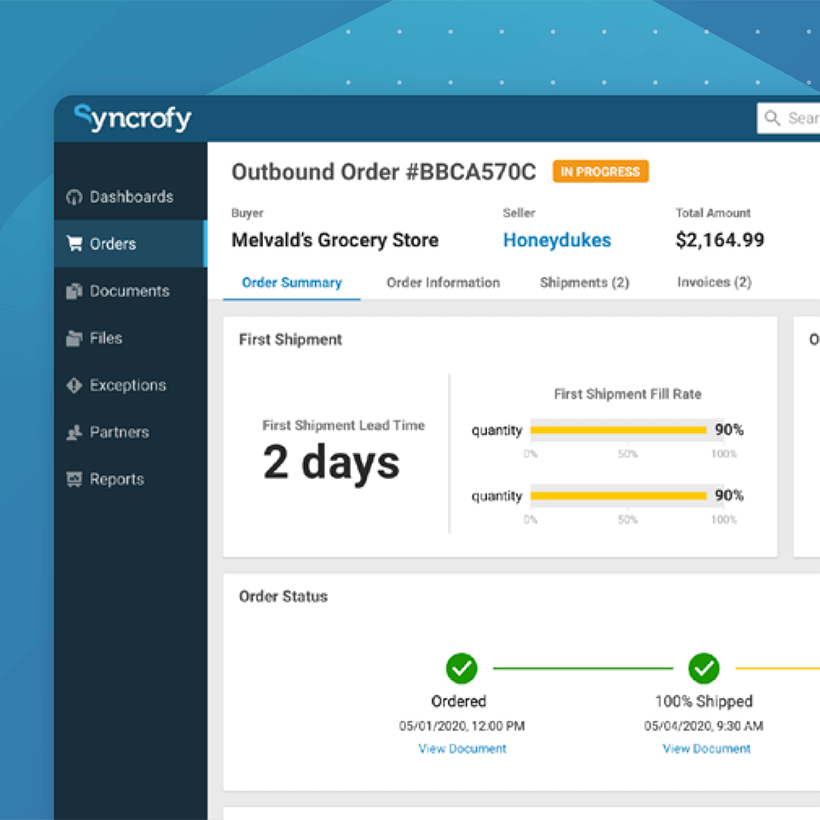 Syncrofy
Sear
Dashboards
Orders
Documents
Files
Exceptions
Partners
Reports
Outbound Order #BBCA570C IN PROGRESS
Buyer Seller Total Amount
Melvald's Grocery Store Honeydukes $2,164.99
Order Summary Order Information Shipments (2) Invoices (2)
First Shipment
O
First Shipment Lead Time
2 days
First Shipment Fill Rate
quantity 90%
0% 50% 100%
quantity 90%
0% 50% 100%
Order Status
Ordered 100% Shipped
05/01/2020, 12:00 PM 05/04/2020, 9:30 AM
View Document View Document